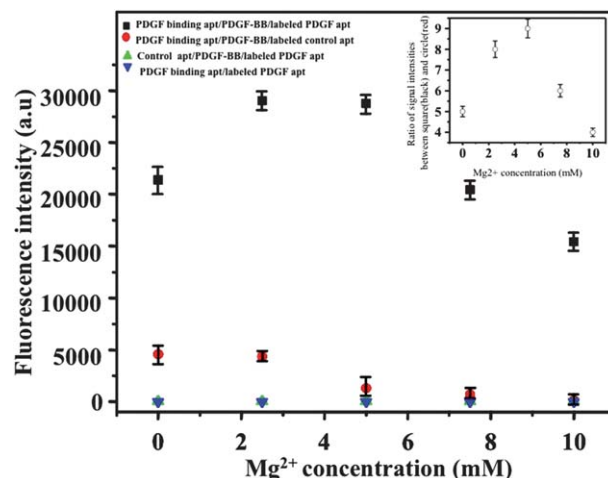 PDGF binding apt/PDGF-BB/labeled PDGF apt
PDGF binding apt/PDGF-BB/labeled control apt
Control apt/PDGF-BB/labeled PDGF apt
PDGF binding apt/labeled PDGF apt
Fluorescence intensity (a.u)
30000
25000
20000
15000
10000
5000
0
0
2
4
6
8
10
Mg2+ concentration (mM)
Ratio of signal intensities
between square(black) and circle(red)
9
8
7
6
5
4
0
2
4
6
8
10
Mg2+ concentration (mM)